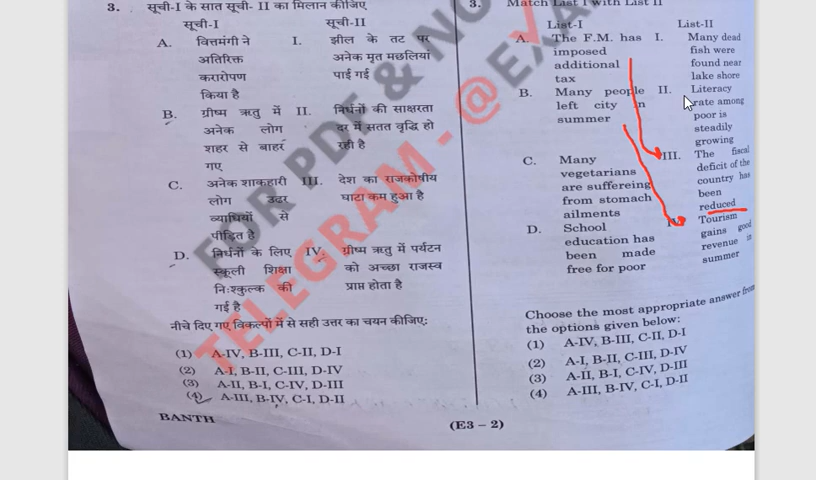 3. सूची-I के सात सूची- II का मिलान कीजिए
सूची-I सूची-II
A. वित्तमंगी ने I. झील के तट पर
अतिरिक्त अनेक मृत मछलियां
करारोपण पाई गई
किया है
B. ग्रीष्म ऋतु में II. निर्धनों की साक्षरता
अनेक लोग दर में सतत वृद्धि हो
शहर से बाहर रही है
गए
C. अनेक शाकहारी III. देश का राजकोषीय
लोग उदर घाटा कम हुआ है
व्याधियों से
पीड़ित है
D. निर्धनों के लिए IV. ग्रीष्म ऋतु में पर्यटन
स्कूली शिक्षा को अच्छा राजस्व
निःश्कुल्क की प्राप्त होता है
गई है
नीचे दिए गए विकल्पों में से सही उत्तर का चयन कीजिए:
(1) A-IV, B-III, C-II, D-I
(2) A-I, B-II, C-III, D-IV
(3) A-II, B-I, C-IV, D-III
(4) A-III, B-IV, C-I, D-II
BANTH
(E3 – 2)
3. Match List I with List II
List-I List-II
A. The F.M. has I. Many dead
imposed fish were
additional found near
tax lake shore
B. Many people II. Literacy
left city in rate among
summer poor is
steadily
growing
C. Many III. The fiscal
vegetarians deficit of the
are suffereing country has
from stomach been
ailments reduced
D. School IV. Tourism
education has gains good
been made revenue in
free for poor summer
Choose the most appropriate answer from
the options given below:
(1) A-IV, B-III, C-II, D-I
(2) A-I, B-II, C-III, D-IV
(3) A-II, B-I, C-IV, D-III
(4) A-III, B-IV, C-I, D-II
FOR PDF & NO
TELEGRAM - @EXA